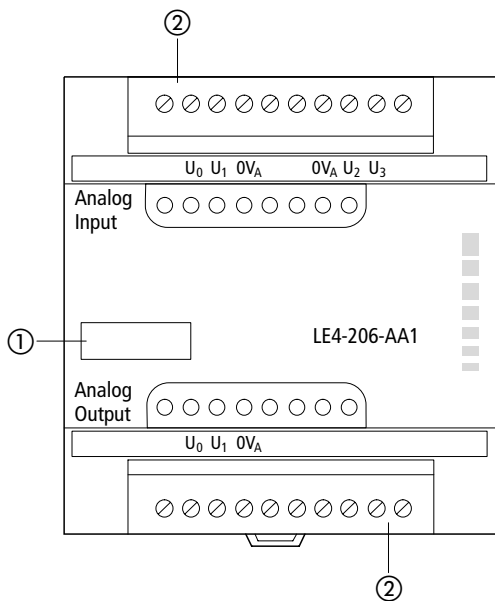 ②
U₀ U₁ 0Vₐ 0Vₐ U₂ U₃
Analog
Input
①
LE4-206-AA1
Analog
Output
U₀ U₁ 0Vₐ
②